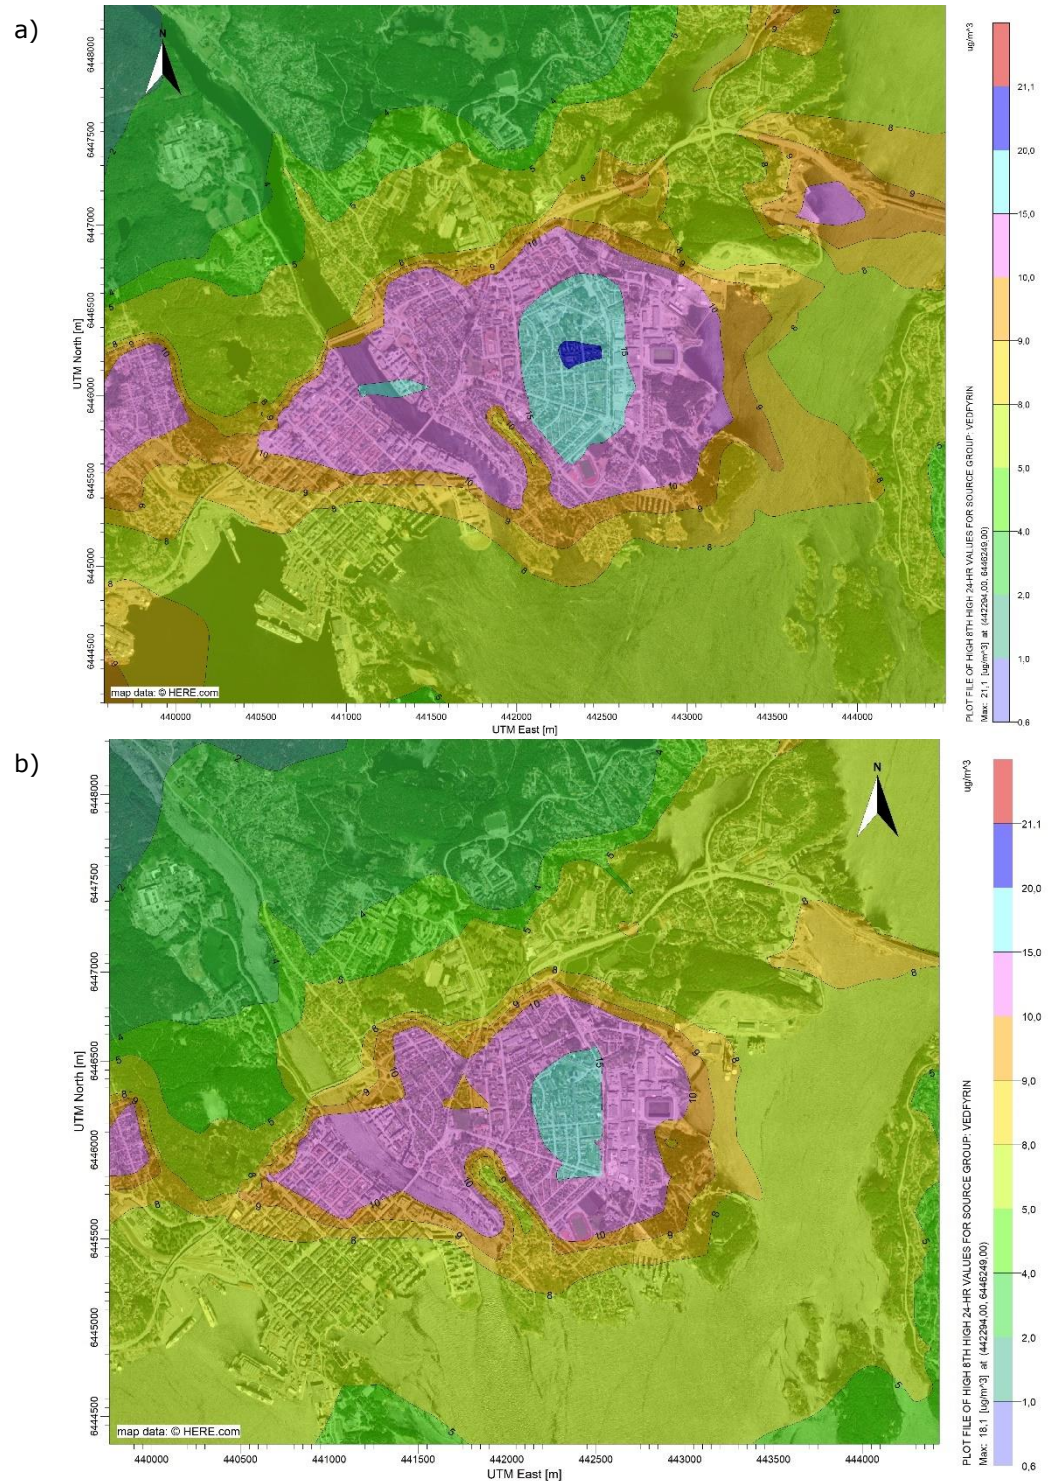 a)
N
ug/m^3
21,1
20,0
15,0
10,0
9,0
8,0
5,0
4,0
2,0
1,0
0,6
PLOT FILE OF HIGH 8TH HIGH 24-HR VALUES FOR SOURCE GROUP: VEDFYRIN
Max: 21,1 [ug/m^3] at (442294,00, 6446249,00)
UTM North [m]
6448000
6447500
6447000
6446500
6446000
6445500
6445000
6444500
map data: © HERE.com
440000 440500 441000 441500 442000 442500 443000 443500 444000
UTM East [m]
b)
N
ug/m^3
21,1
20,0
15,0
10,0
9,0
8,0
5,0
4,0
2,0
1,0
0,6
PLOT FILE OF HIGH 8TH HIGH 24-HR VALUES FOR SOURCE GROUP: VEDFYRIN
Max: 18,1 [ug/m^3] at (442294,00, 6446249,00)
UTM North [m]
6448000
6447500
6447000
6446500
6446000
6445500
6445000
6444500
map data: © HERE.com
440000 440500 441000 441500 442000 442500 443000 443500 444000
UTM East [m]